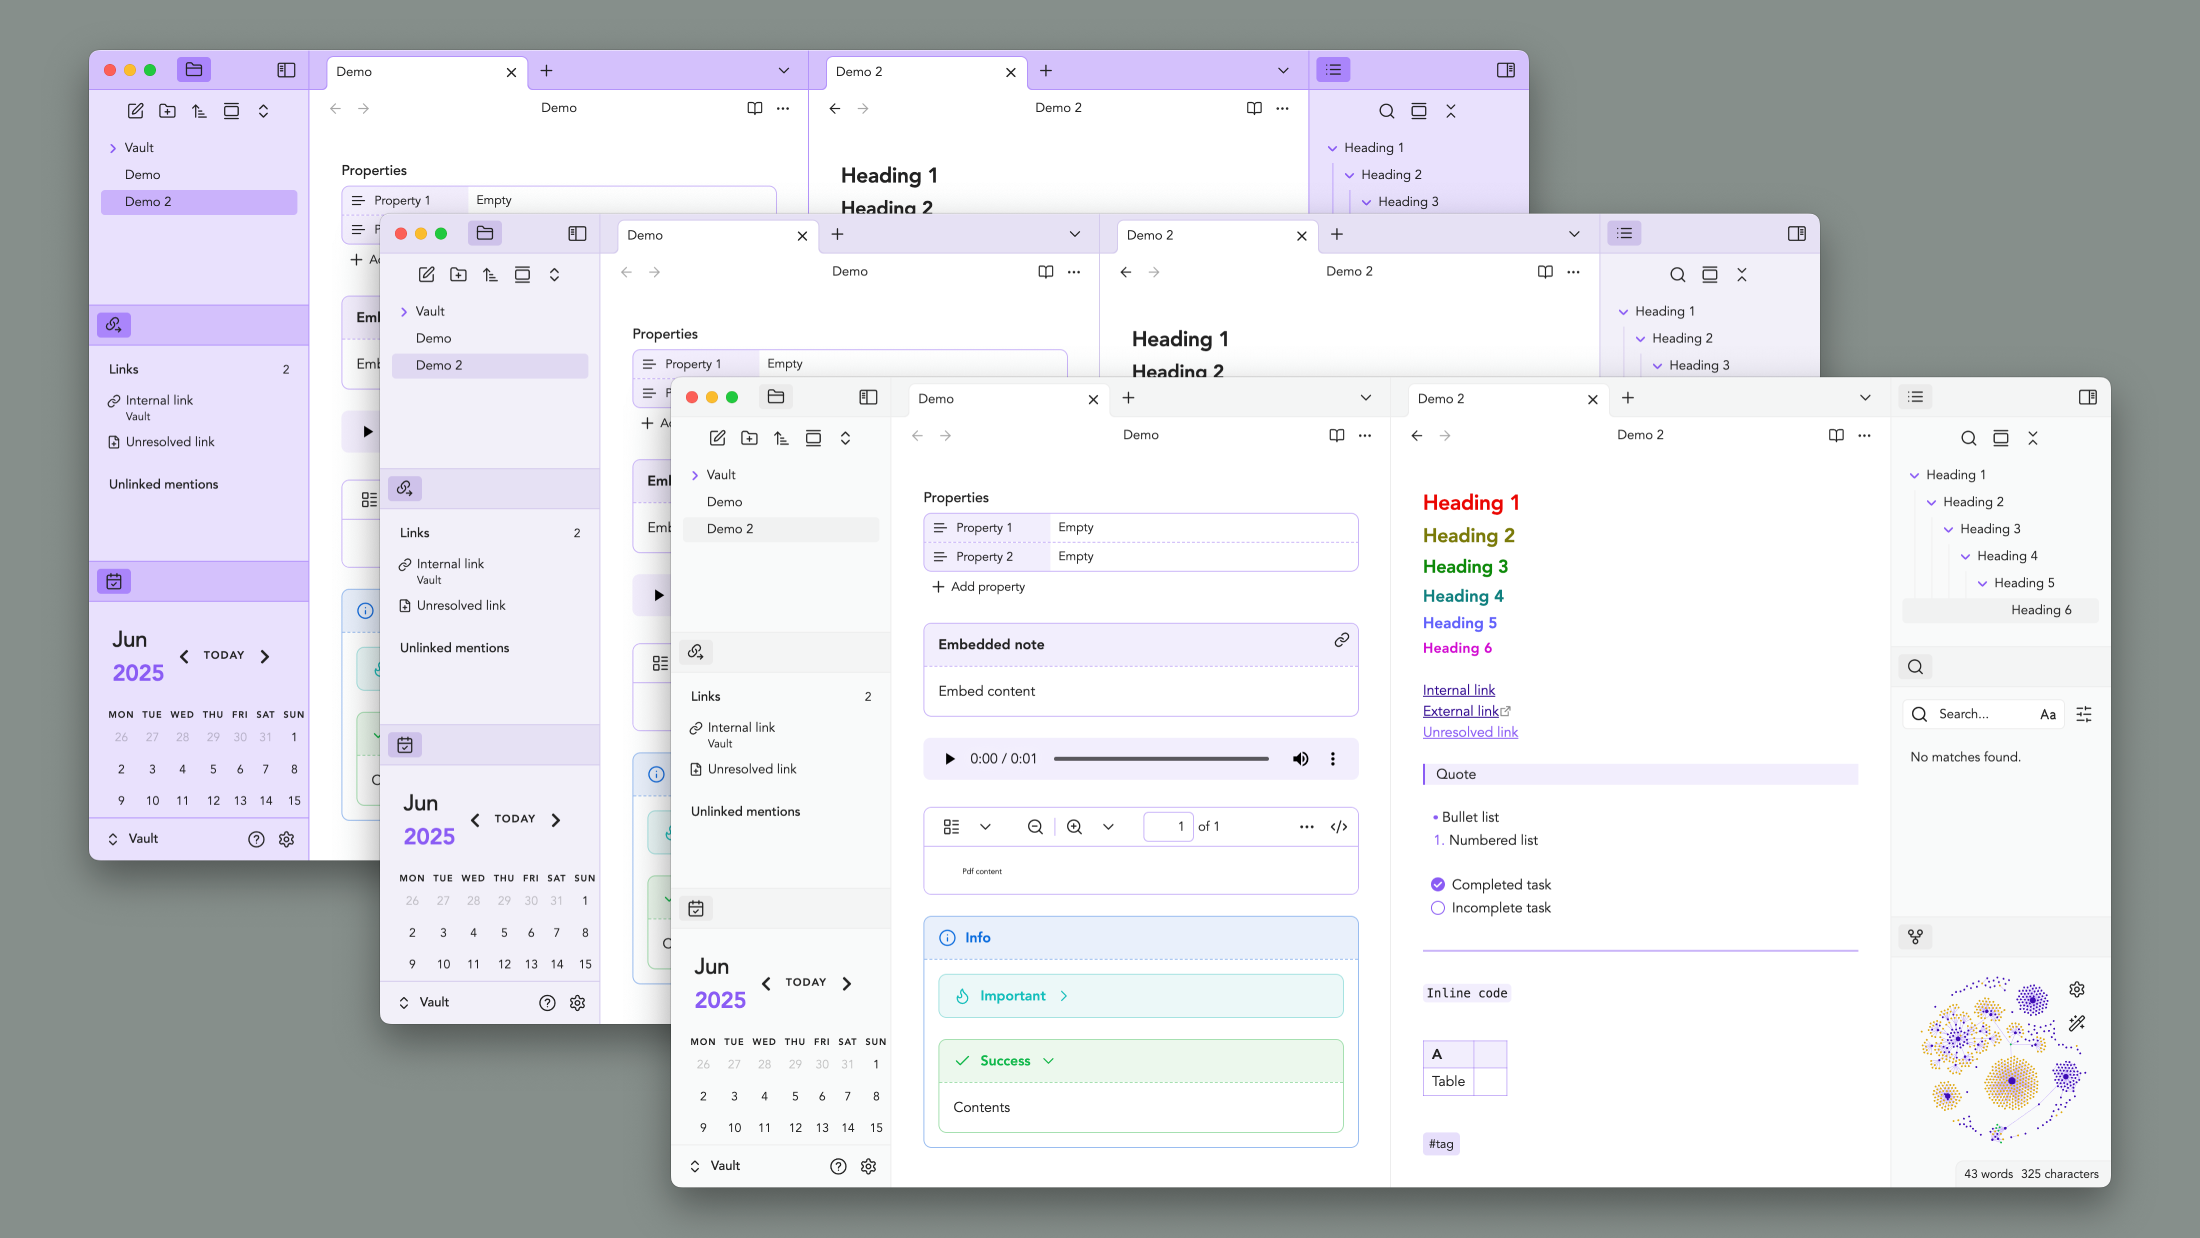 Demo
Demo 2
Demo
Demo 2
Vault
Demo
Demo 2
Properties
Property 1
Empty
Heading 1
Heading 2
Heading 1
Heading 2
Heading 3
Links
2
Internal link
Vault
Unresolved link
Unlinked mentions
Jun
2025
TODAY
MON TUE WED THU FRI SAT SUN
26 27 28 29 30 31 1
2 3 4 5 6 7 8
9 10 11 12 13 14 15
Vault
Demo
Demo 2
Demo
Demo 2
Vault
Demo
Demo 2
Properties
Property 1
Empty
Heading 1
Heading 2
Heading 1
Heading 2
Heading 3
Links
2
Internal link
Vault
Unresolved link
Unlinked mentions
Jun
2025
TODAY
MON TUE WED THU FRI SAT SUN
26 27 28 29 30 31 1
2 3 4 5 6 7 8
9 10 11 12 13 14 15
Vault
Demo
Demo 2
Demo
Demo 2
Vault
Demo
Demo 2
Links
2
Internal link
Vault
Unresolved link
Unlinked mentions
Jun
2025
TODAY
MON TUE WED THU FRI SAT SUN
26 27 28 29 30 31 1
2 3 4 5 6 7 8
9 10 11 12 13 14 15
Vault
Properties
Property 1
Empty
Property 2
Empty
Add property
Embedded note
Embed content
0:00 / 0:01
1 of 1
Pdf content
Info
Important
Success
Contents
Heading 1
Heading 2
Heading 3
Heading 4
Heading 5
Heading 6
Internal link
External link
Unresolved link
Quote
• Bullet list
1. Numbered list
Completed task
Incomplete task
Inline code
A
Table
#tag
Heading 1
Heading 2
Heading 3
Heading 4
Heading 5
Heading 6
Search...
Aa
No matches found.
43 words 325 characters